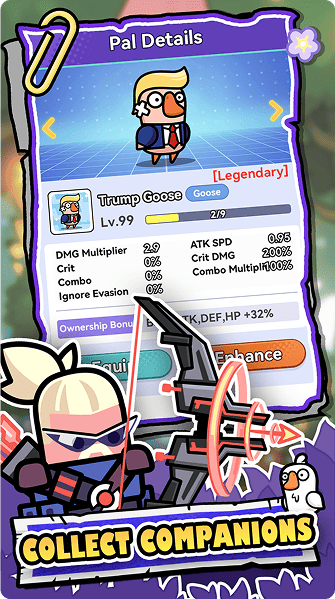 Pal Details
[Legendary]
Trump Goose Goose
Lv.99 2/9
DMG Multiplier 2.9 ATK SPD 0.95
Crit 0% Crit DMG 200%
Combo 0% Combo Multipli 100%
Ignore Evasion 0%
Ownership Bonu TK,DEF,HP +32%
Equi Enhance
COLLECT COMPANIONS